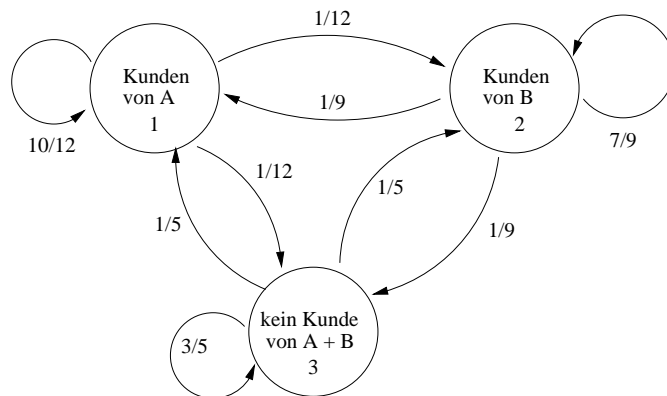 1/12
Kunden
von A
1
Kunden
von B
2
1/9
10/12
7/9
1/12
1/5
1/5
1/9
kein Kunde
von A + B
3
3/5